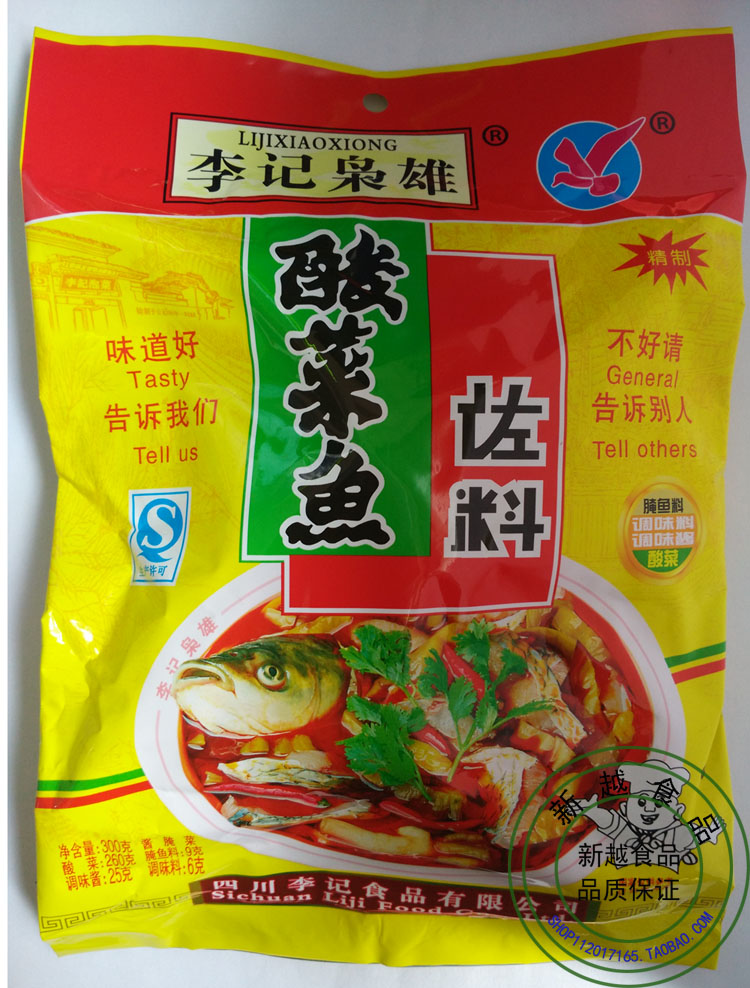 LIJIXIAOXIONG
李记枭雄
®
®
精制
酸菜鱼
佐料
味道好
Tasty
告诉我们
Tell us
不好请
General
告诉别人
Tell others
腌鱼料
调味料
调味酱
酸菜
李记枭雄
净含量:300克
酱腌菜
酸 菜:260克
腌鱼料:9克
调味酱:25克
调味料:6克
四川李记食品有限公司
Sichuan Liji Food
新越食品
新越食品
品质保证
SHOP112017165.TAOBAO.COM